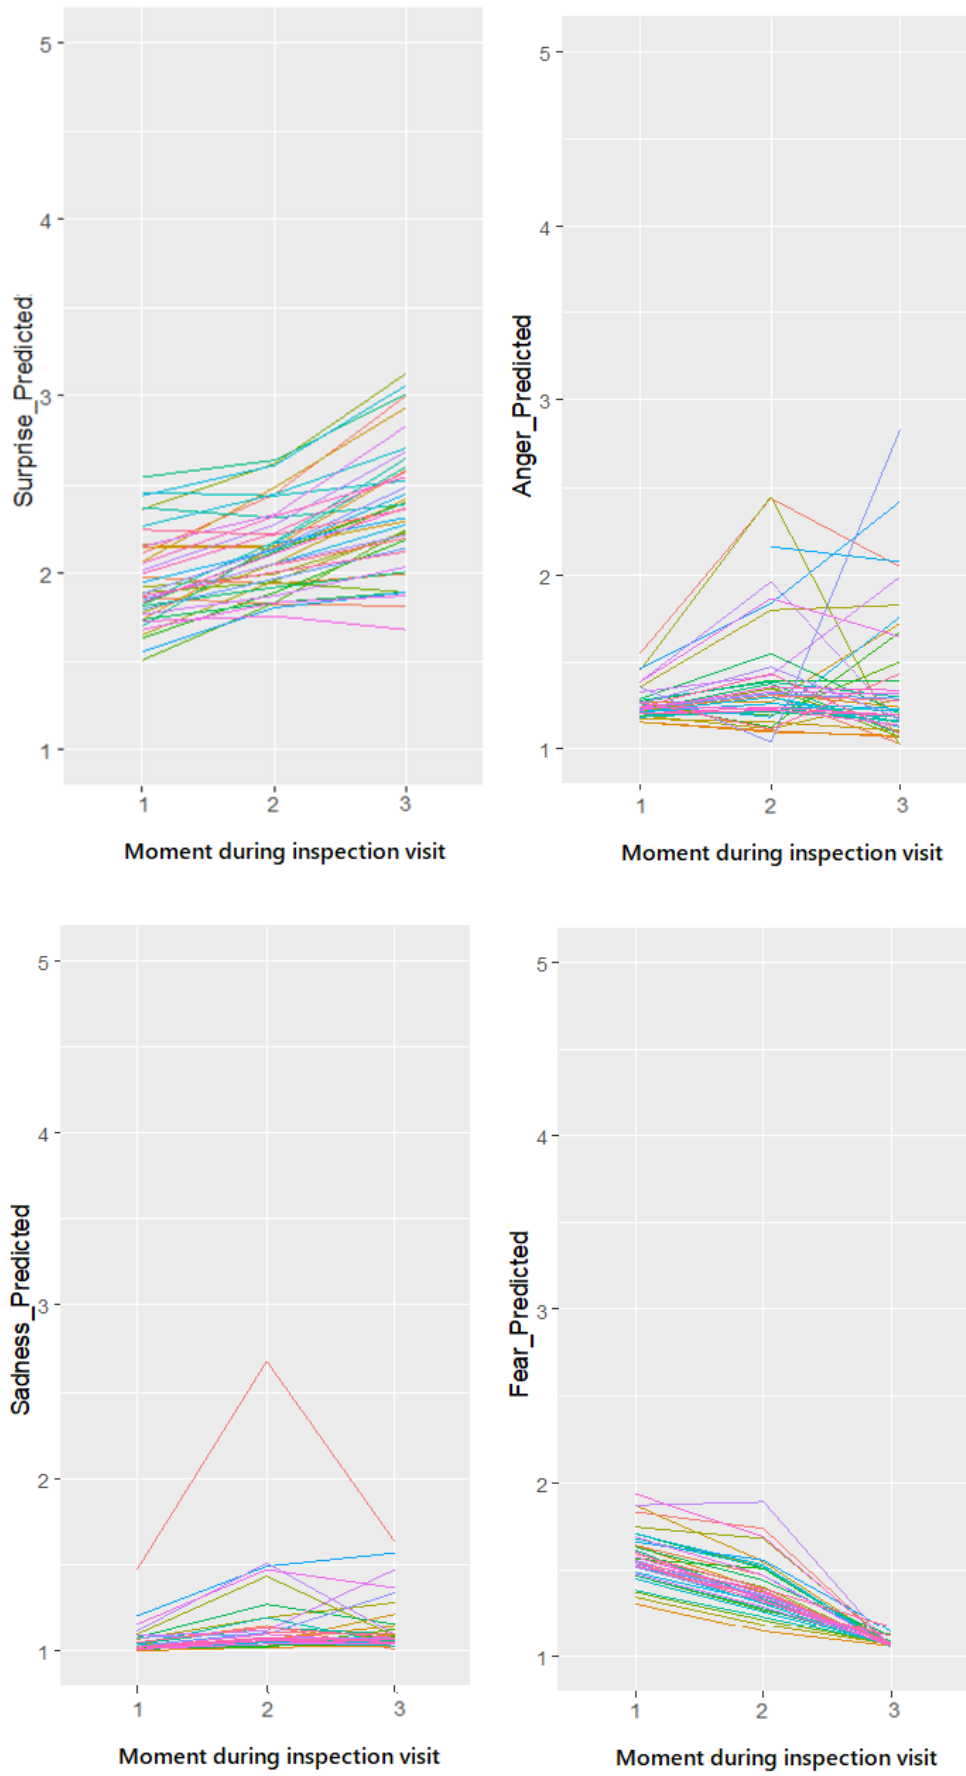 Surprise_Predicted
5
4
3
2
1
1 2 3
Moment during inspection visit
Anger_Predicted
5
4
3
2
1
1 2 3
Moment during inspection visit
Sadness_Predicted
5
4
3
2
1
1 2 3
Moment during inspection visit
Fear_Predicted
5
4
3
2
1
1 2 3
Moment during inspection visit